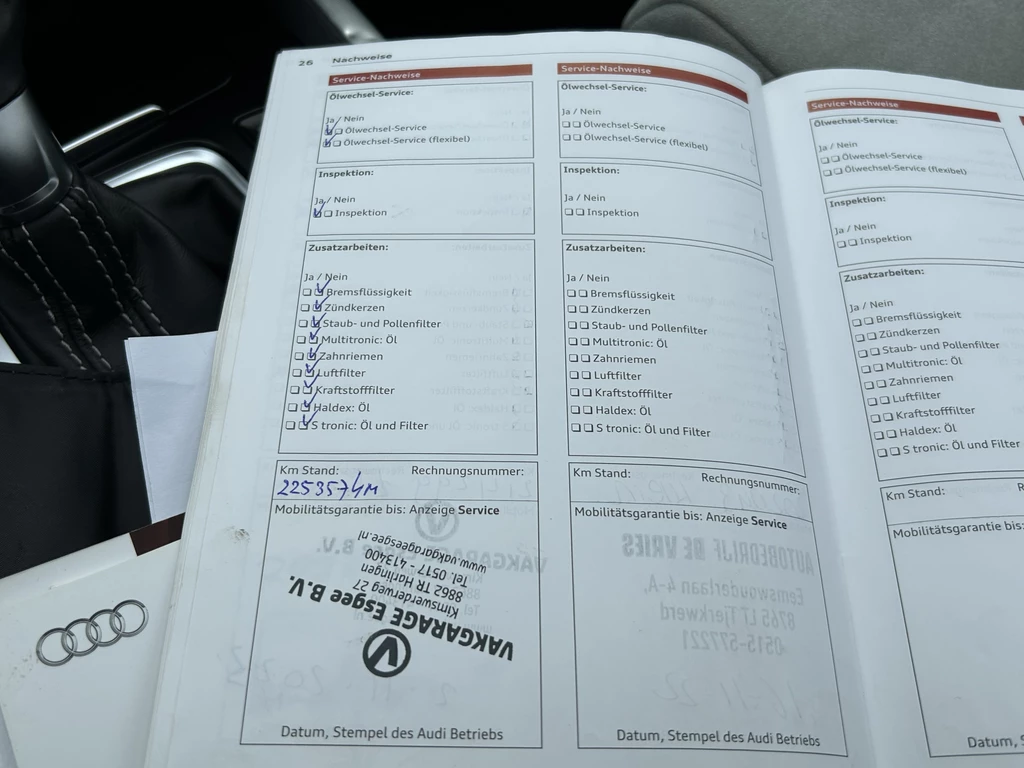 26 Nachweise
Service-Nachweise
Ölwechsel-Service:
Ja / Nein
Ölwechsel-Service
Ölwechsel-Service (flexibel)
Inspektion:
Ja / Nein
Inspektion
Zusatzarbeiten:
Ja / Nein
Bremsflüssigkeit
Zündkerzen
Staub- und Pollenfilter
Multitronic: Öl
Zahnriemen
Luftfilter
Kraftstofffilter
Haldex: Öl
S tronic: Öl und Filter
Km Stand: Rechnungsnummer:
225357km
Mobilitätsgarantie bis: Anzeige Service
VAKGARAGE Esgee B.V.
Kimswerderweg 27
8862 TR Harlingen
Tel. 0517 - 413400
www.vakgarageesgee.nl
Datum, Stempel des Audi Betriebs
Service-Nachweise
Ölwechsel-Service:
Ja / Nein
Ölwechsel-Service
Ölwechsel-Service (flexibel)
Inspektion:
Ja / Nein
Inspektion
Zusatzarbeiten:
Ja / Nein
Bremsflüssigkeit
Zündkerzen
Staub- und Pollenfilter
Multitronic: Öl
Zahnriemen
Luftfilter
Kraftstofffilter
Haldex: Öl
S tronic: Öl und Filter
Km Stand: Rechnungsnummer:
Mobilitätsgarantie bis: Anzeige Service
Datum, Stempel des Audi Betriebs
Service-Nachweise
Ölwechsel-Service:
Ja / Nein
Ölwechsel-Service
Ölwechsel-Service (flexibel)
Inspektion:
Ja / Nein
Inspektion
Zusatzarbeiten:
Ja / Nein
Bremsflüssigkeit
Zündkerzen
Staub- und Pollenfilter
Multitronic: Öl
Zahnriemen
Luftfilter
Kraftstofffilter
Haldex: Öl
S tronic: Öl und Filter
Km Stand:
Mobilitätsgarantie bis:
Datum,